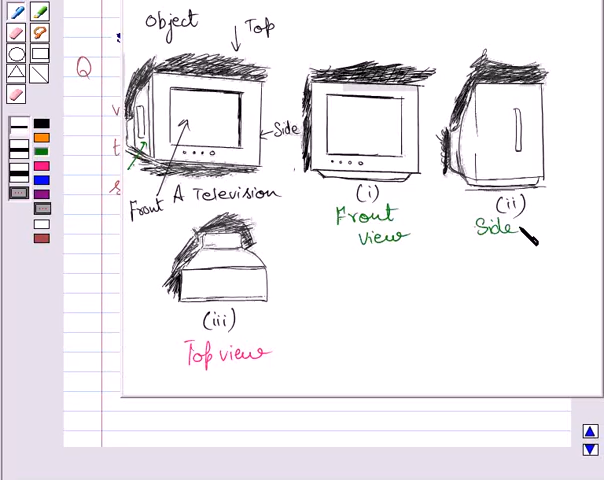 Object
Top
Q
Side
Front
A Television
(i)
Front
view
(ii)
Side
(iii)
Top view